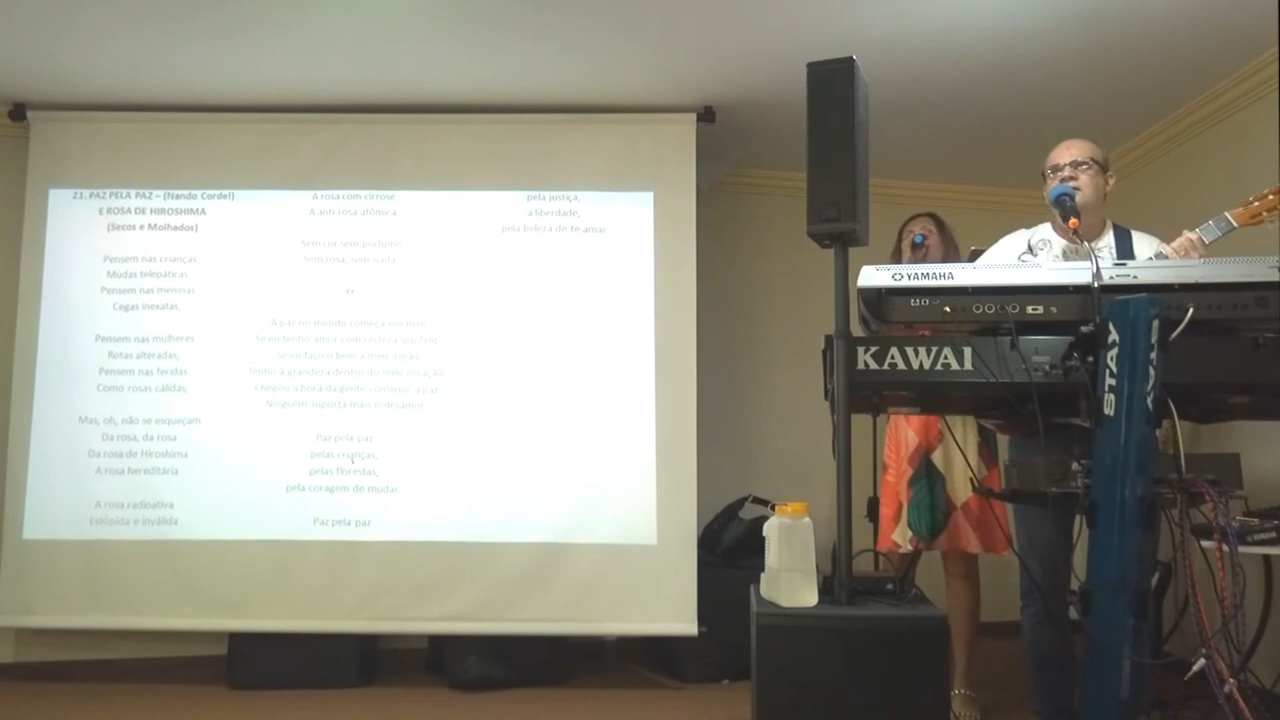 21. PAZ PELA PAZ – (Nando Cordel)
E ROSA DE HIROSHIMA
(Secos e Molhados)
Pensem nas crianças
Mudas telepáticas,
Pensem nas meninas
Cegas inexatas,
Pensem nas mulheres
Rotas alteradas,
Pensem nas feridas
Como rosas cálidas,
Mas, oh, não se esqueçam
Da rosa, da rosa
Da rosa de Hiroshima
A rosa hereditária
A rosa radioativa
Estúpida e inválida
A rosa com cirrose
A anti-rosa atômica
Sem cor sem perfume
Sem rosa, sem nada
**
A paz no mundo começa em mim
Se eu tenho amor com certeza sou feliz
se eu faço o bem a meu irmão
Tenho a grandeza dentro do meu coração
Chegou a hora da gente construir a paz
Ninguém suporta mais o desamor
Paz pela paz
pelas crianças,
pelas florestas,
pela coragem de mudar
Paz pela paz
pela justiça,
a liberdade,
pela beleza de te amar
YAMAHA
KAWAI
STAY
STAY
YAMAHA